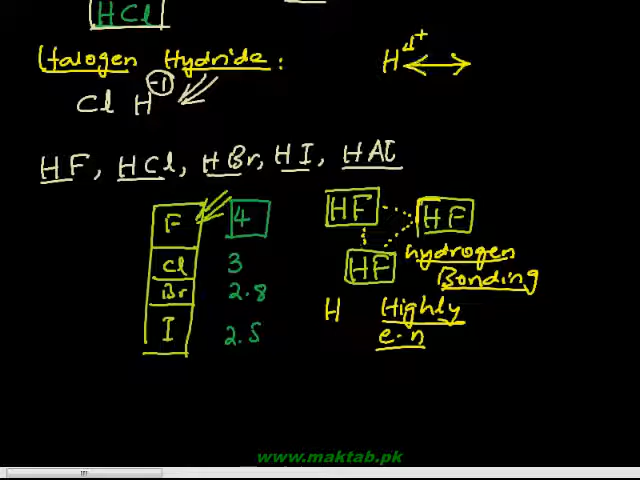 HCl
Halogen Hydride :
H d+
Cl H -1
HF, HCl, HBr, HI, HAt
F 4
Cl 3
Br 2.8
I 2.5
HF HF
HF
hydrogen
Bonding
H Highly
e.n
www.maktab.pk